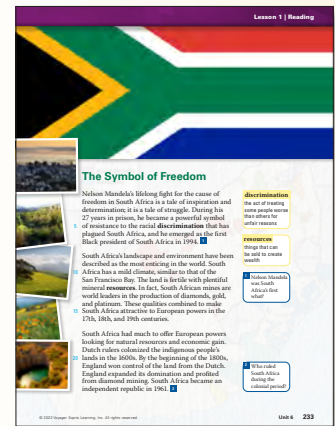 Lesson 1 | Reading
The Symbol of Freedom
Nelson Mandela's lifelong fight for the cause of
freedom in South Africa is a tale of inspiration and
determination; it is a tale of struggle. During his
27 years in prison, he became a powerful symbol
5 of resistance to the racial discrimination that has
plagued South Africa, and he emerged as the first
Black president of South Africa in 1994. 1
South Africa's landscape and environment have been
described as the most enticing in the world. South
10 Africa has a mild climate, similar to that of the
San Francisco Bay. The land is fertile with plentiful
mineral resources. In fact, South African mines are
world leaders in the production of diamonds, gold,
and platinum. These qualities combined to make
15 South Africa attractive to European powers in the
17th, 18th, and 19th centuries.
South Africa had much to offer European powers
looking for natural resources and economic gain.
Dutch rulers colonized the indigenous people's
20 lands in the 1600s. By the beginning of the 1800s,
England won control of the land from the Dutch.
England expanded its domination and profited
from diamond mining. South Africa became an
independent republic in 1961. 2
discrimination
the act of treating
some people worse
than others for
unfair reasons
resources
things that can
be sold to create
wealth
1 Nelson Mandela
was South
Africa's first
what?
2 Who ruled
South Africa
during the
colonial period?
© 2023 Voyager Sopris Learning, Inc. All rights reserved.
Unit 6 233